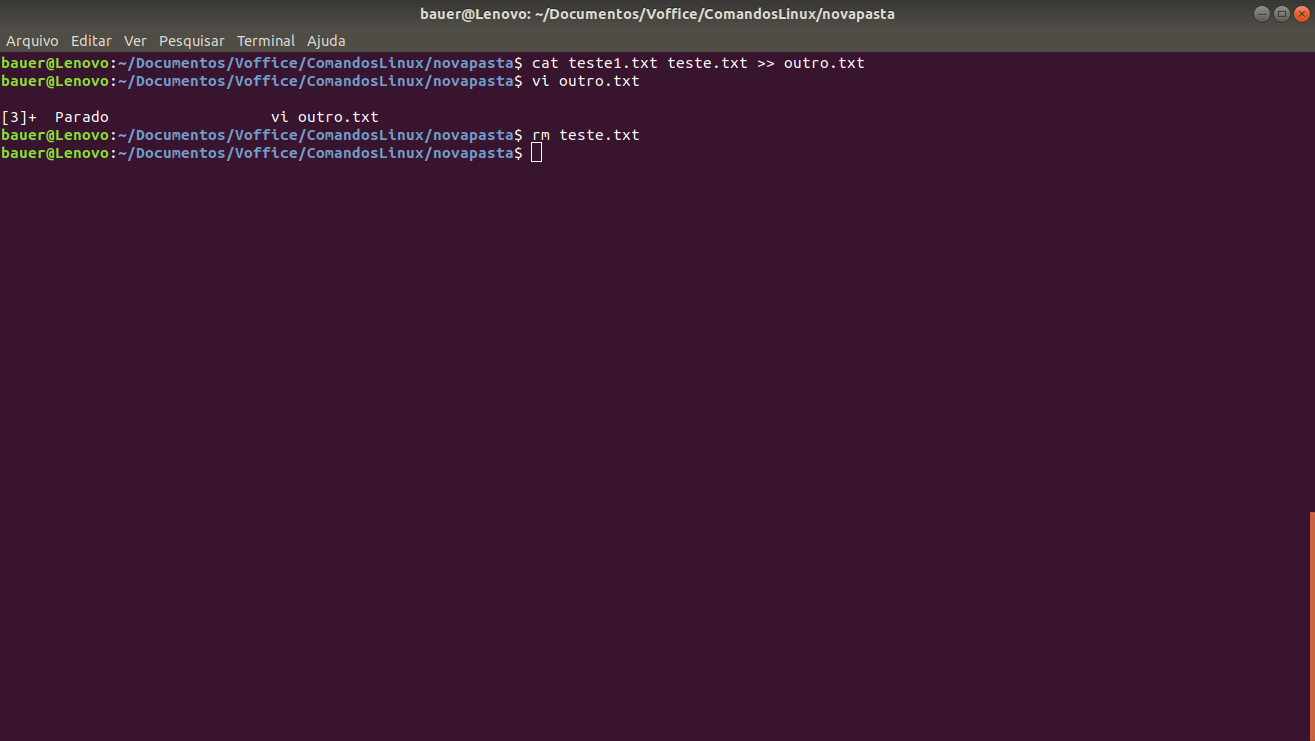 bauer@Lenovo: ~/Documentos/Voffice/ComandosLinux/novapasta
Arquivo Editar Ver Pesquisar Terminal Ajuda
bauer@Lenovo:~/Documentos/Voffice/ComandosLinux/novapasta$ cat teste1.txt teste.txt >> outro.txt
bauer@Lenovo:~/Documentos/Voffice/ComandosLinux/novapasta$ vi outro.txt
[3]+  Parado                  vi outro.txt
bauer@Lenovo:~/Documentos/Voffice/ComandosLinux/novapasta$ rm teste.txt
bauer@Lenovo:~/Documentos/Voffice/ComandosLinux/novapasta$